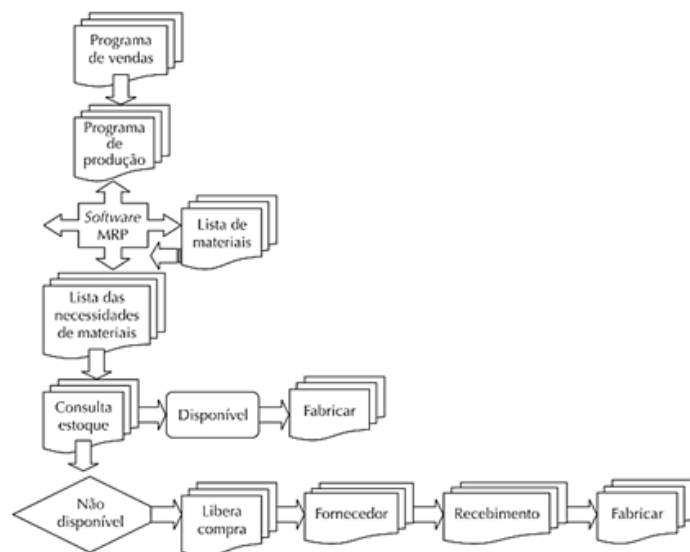 Programa
de vendas
Programa
de
produção
Software
MRP
Lista de
materiais
Lista das
necessidades
de materiais
Consulta
estoque
Disponível
Fabricar
Não
disponível
Libera
compra
Fornecedor
Recebimento
Fabricar